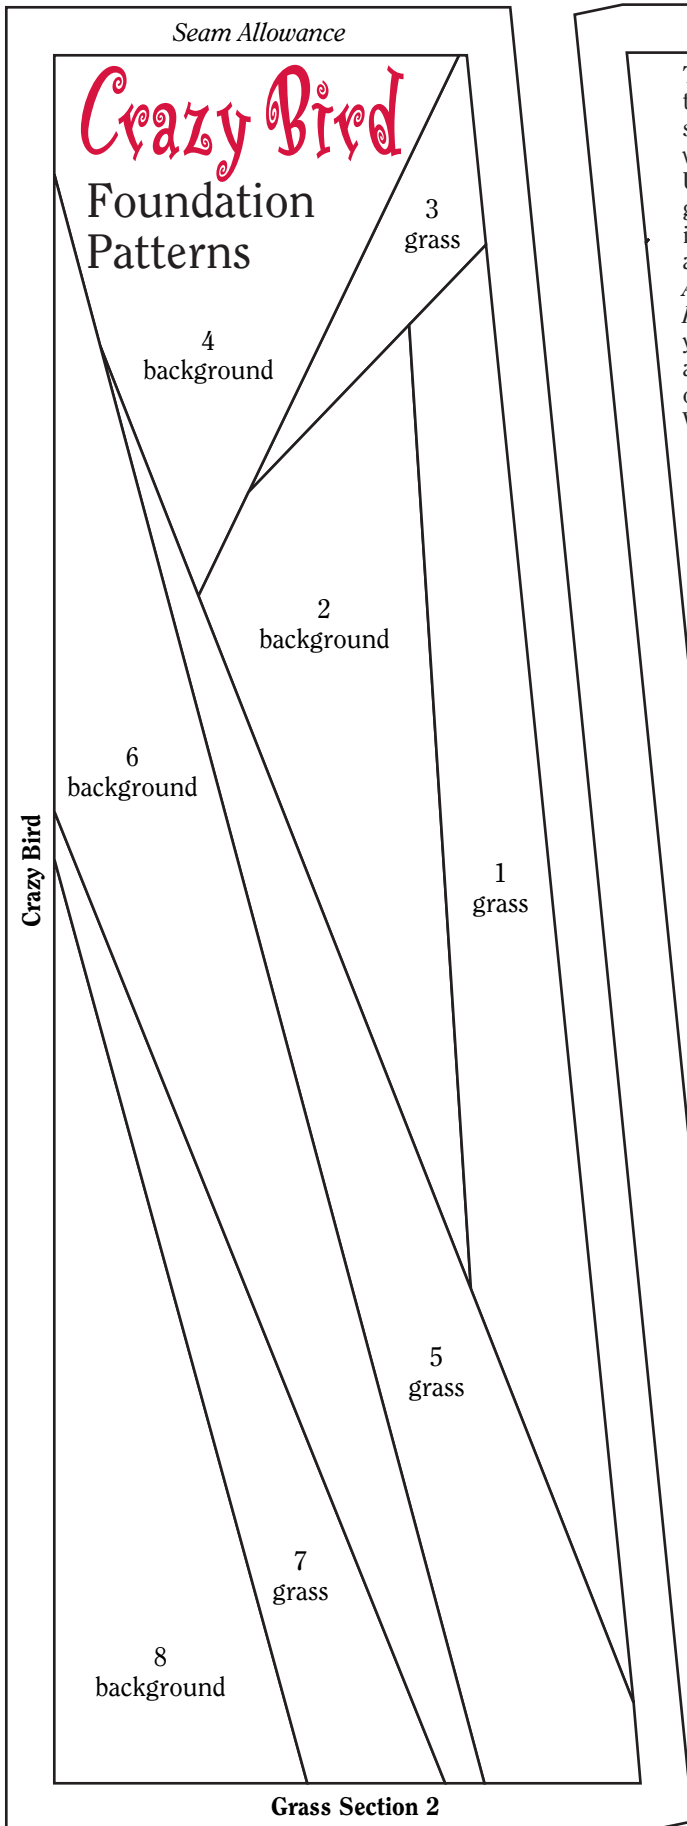 Seam Allowance
Crazy Bird
Foundation
Patterns
3
grass
4
background
2
background
6
background
Crazy Bird
1
grass
5
grass
7
grass
8
background
Grass Section 2